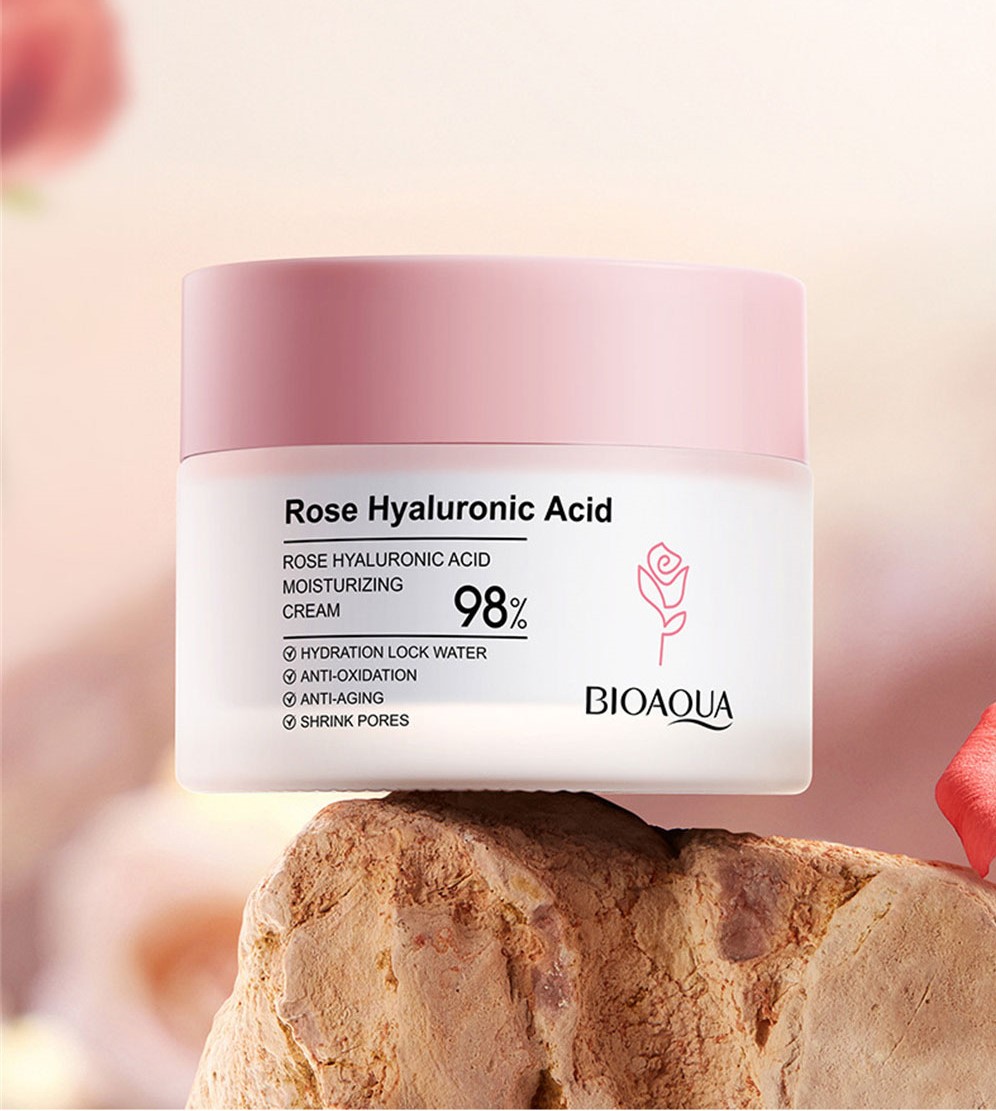 Rose Hyaluronic Acid
ROSE HYALURONIC ACID
MOISTURIZING
CREAM
98%
HYDRATION LOCK WATER
ANTI-OXIDATION
ANTI-AGING
SHRINK PORES
BIOAQUA